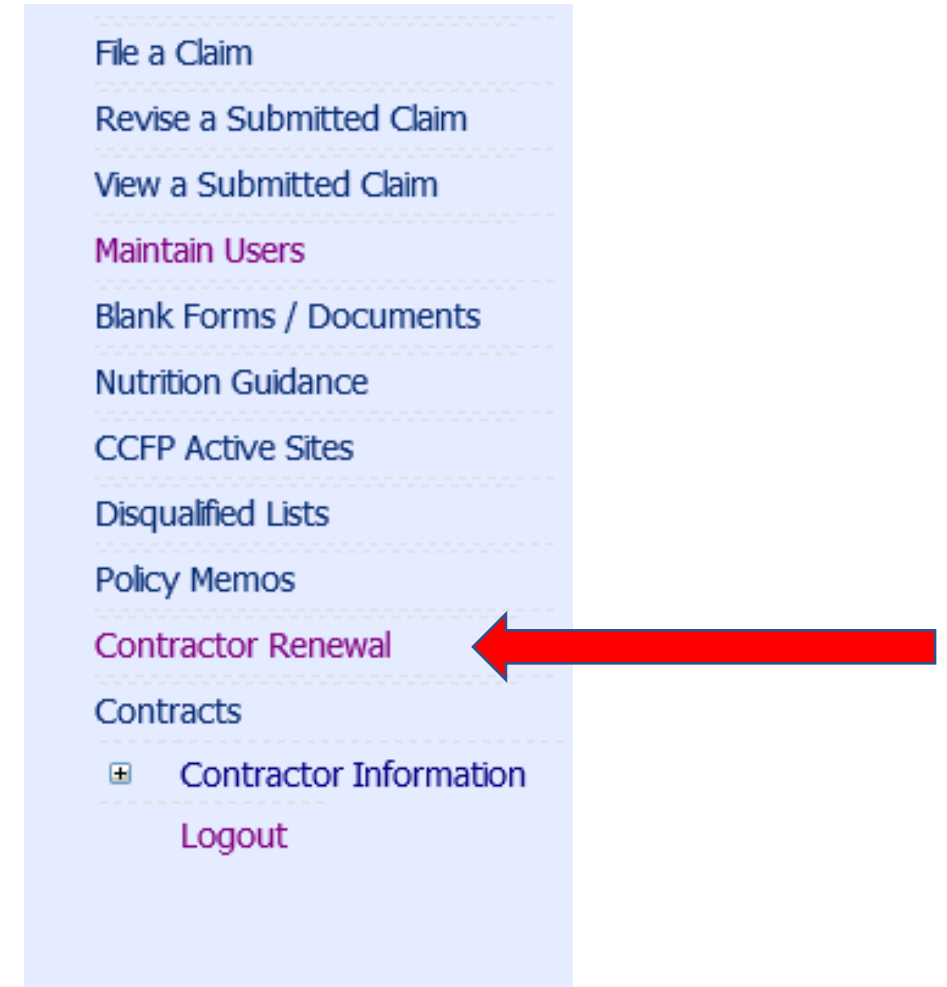 File a Claim
Revise a Submitted Claim
View a Submitted Claim
Maintain Users
Blank Forms / Documents
Nutrition Guidance
CCFP Active Sites
Disqualified Lists
Policy Memos
Contractor Renewal
Contracts
Contractor Information
Logout